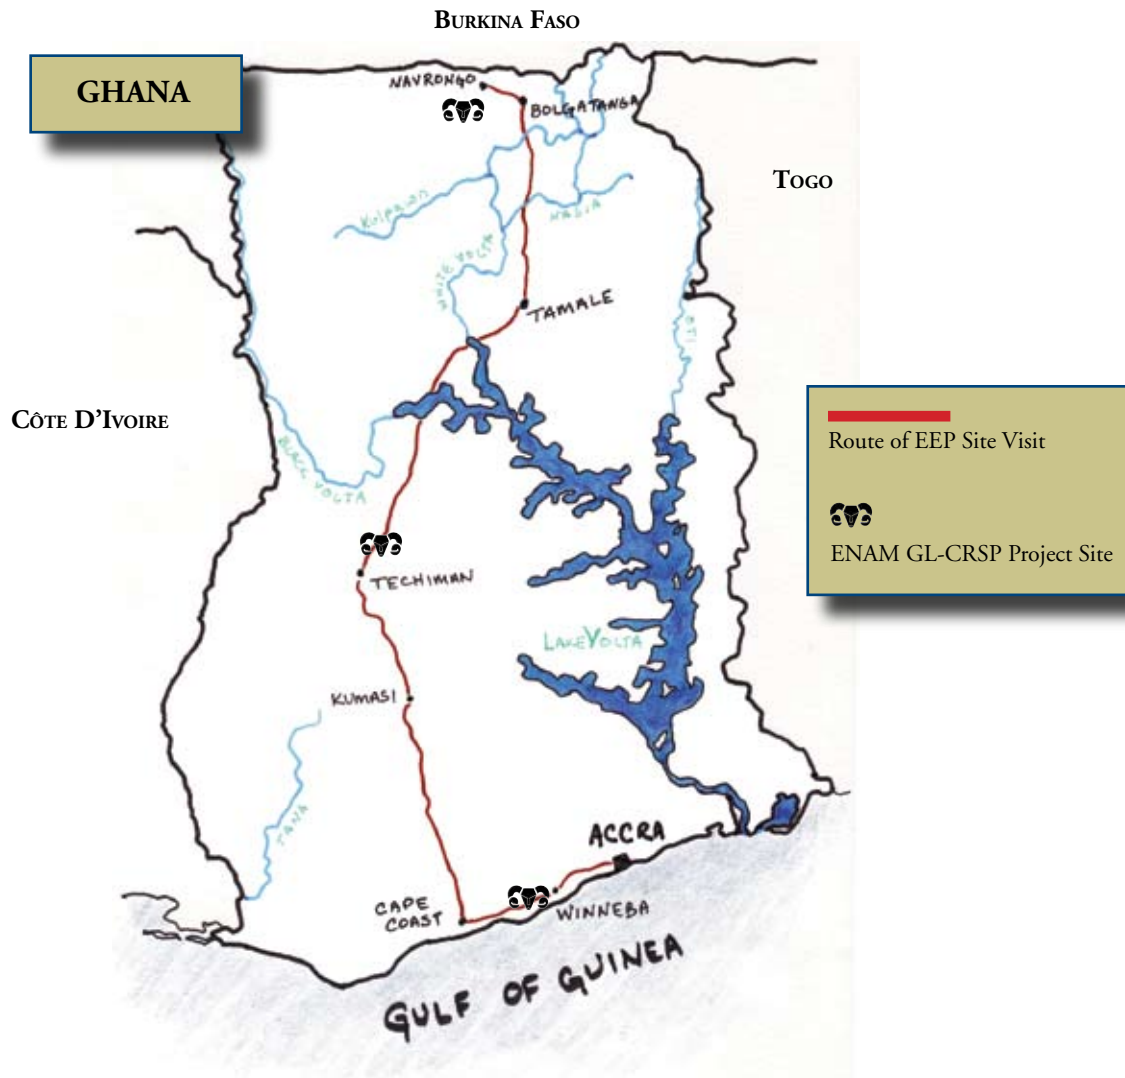 BURKINA FASO
GHANA
NAVRONGO
BOLGATANGA
TOGO
Kulpawn
NASIA
WHITE VOLTA
TAMALE
OTI
CÔTE D'IVOIRE
BLACK VOLTA
Route of EEP Site Visit
ENAM GL-CRSP Project Site
TECHIMAN
LAKE VOLTA
KUMASI
TANA
ACCRA
CAPE
COAST
WINNEBA
GULF OF GUINEA